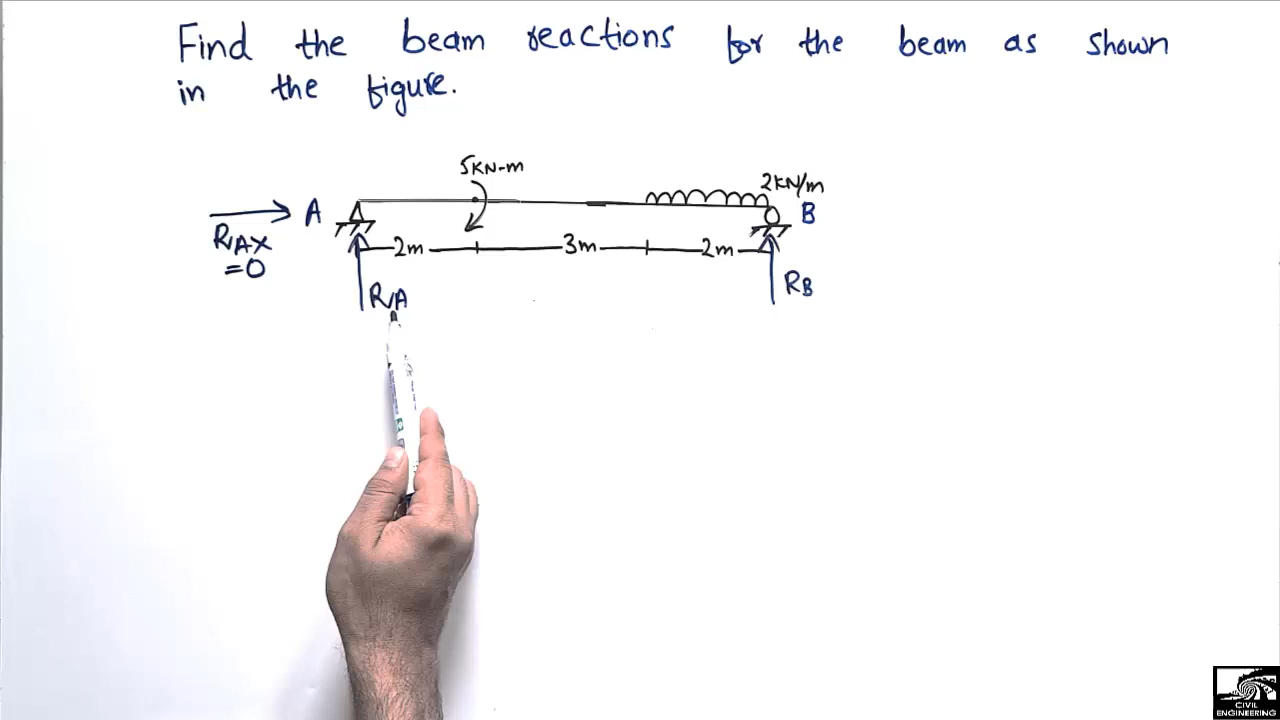 Find the beam reactions for the beam as shown
in the figure.
5KN-m
2KN/m
A
B
RAX
=0
2m
3m
2m
RA
RB
CIVIL
ENGINEERING